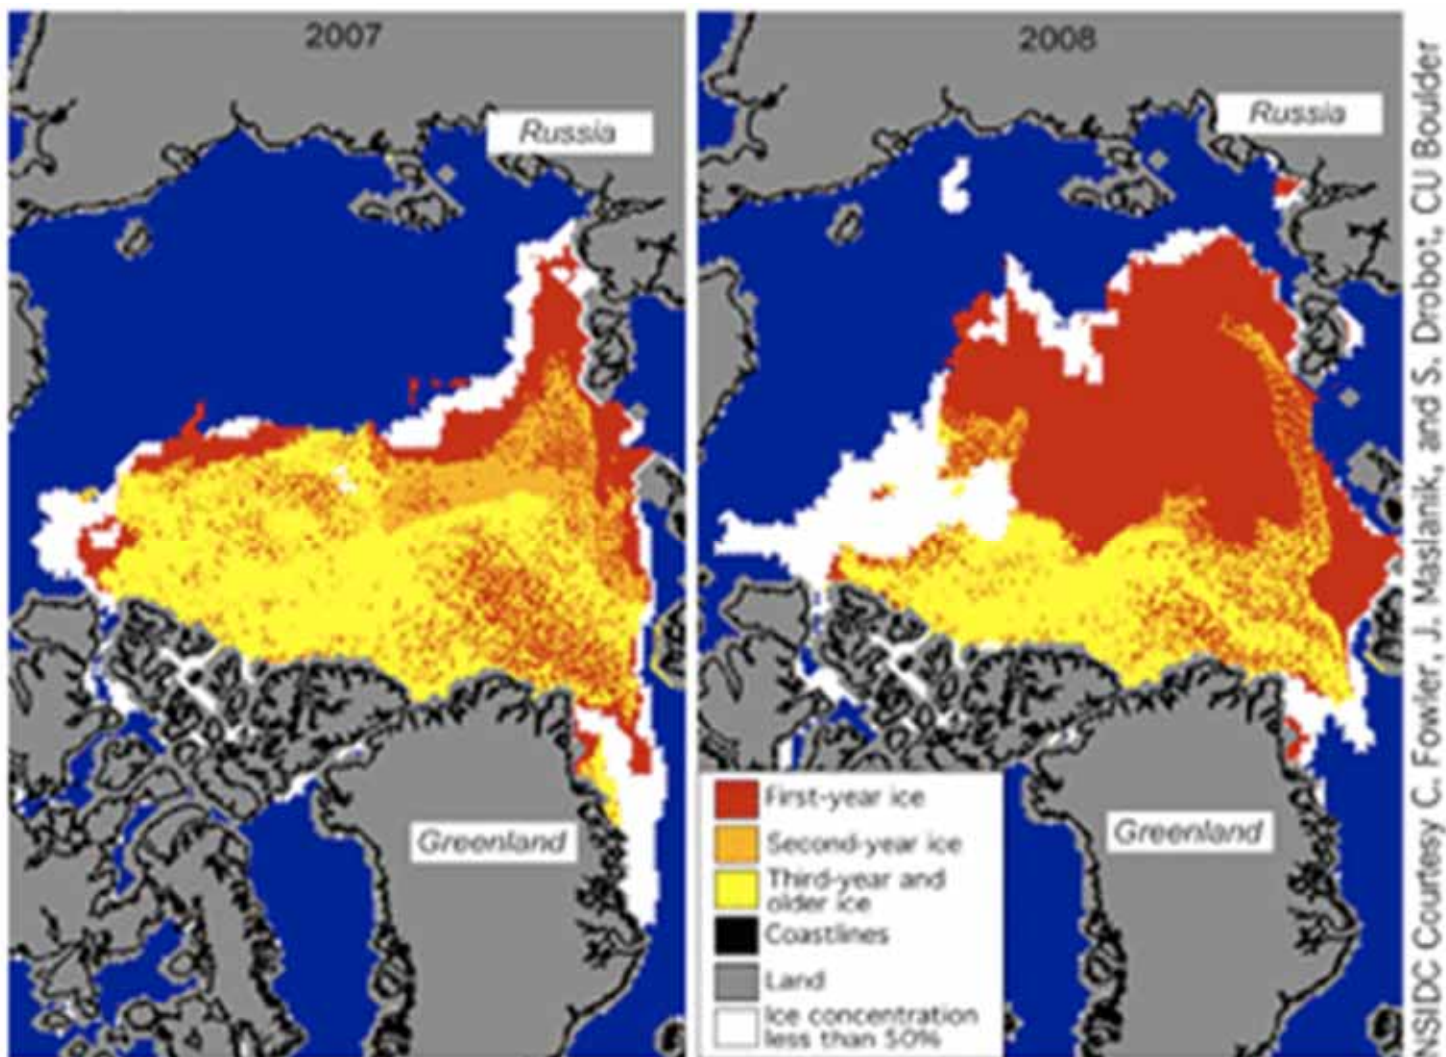 2007
2008
Russia
Russia
Greenland
Greenland
First-year ice
Second-year ice
Third-year and
older ice
Coastlines
Land
Ice concentration
less than 50%
NSIDC Courtesy C. Fowler, J. Maslanik, and S. Drobot, CU Boulder